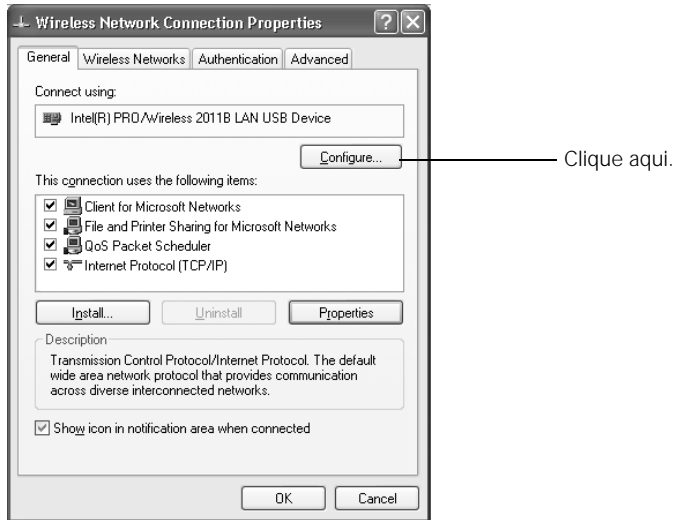 Wireless Network Connection Properties
General Wireless Networks Authentication Advanced
Connect using:
Intel(R) PRO/Wireless 2011B LAN USB Device
Configure...
Clique aqui.
This connection uses the following items:
Client for Microsoft Networks
File and Printer Sharing for Microsoft Networks
QoS Packet Scheduler
Internet Protocol (TCP/IP)
Install... Uninstall Properties
Description
Transmission Control Protocol/Internet Protocol. The default
wide area network protocol that provides communication
across diverse interconnected networks.
Show icon in notification area when connected
OK Cancel